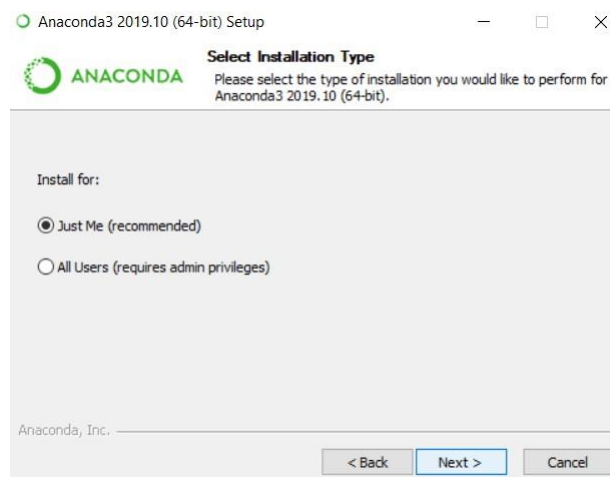 Anaconda3 2019.10 (64-bit) Setup
ANACONDA
Select Installation Type
Please select the type of installation you would like to perform for
Anaconda3 2019.10 (64-bit).
Install for:
Just Me (recommended)
All Users (requires admin privileges)
Anaconda, Inc.
< Back Next > Cancel